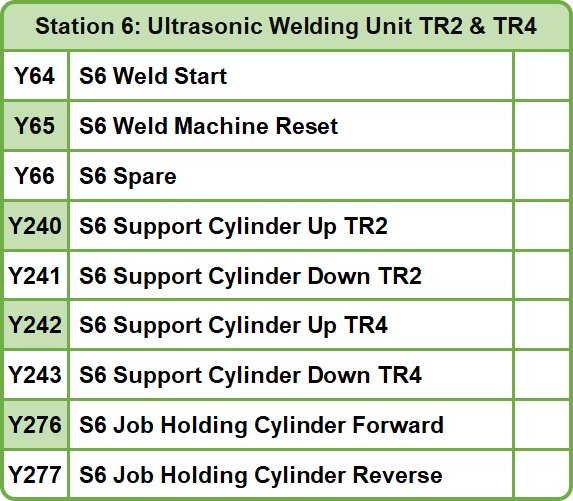 Station 6: Ultrasonic Welding Unit TR2 & TR4
Y64 S6 Weld Start
Y65 S6 Weld Machine Reset
Y66 S6 Spare
Y240 S6 Support Cylinder Up TR2
Y241 S6 Support Cylinder Down TR2
Y242 S6 Support Cylinder Up TR4
Y243 S6 Support Cylinder Down TR4
Y276 S6 Job Holding Cylinder Forward
Y277 S6 Job Holding Cylinder Reverse